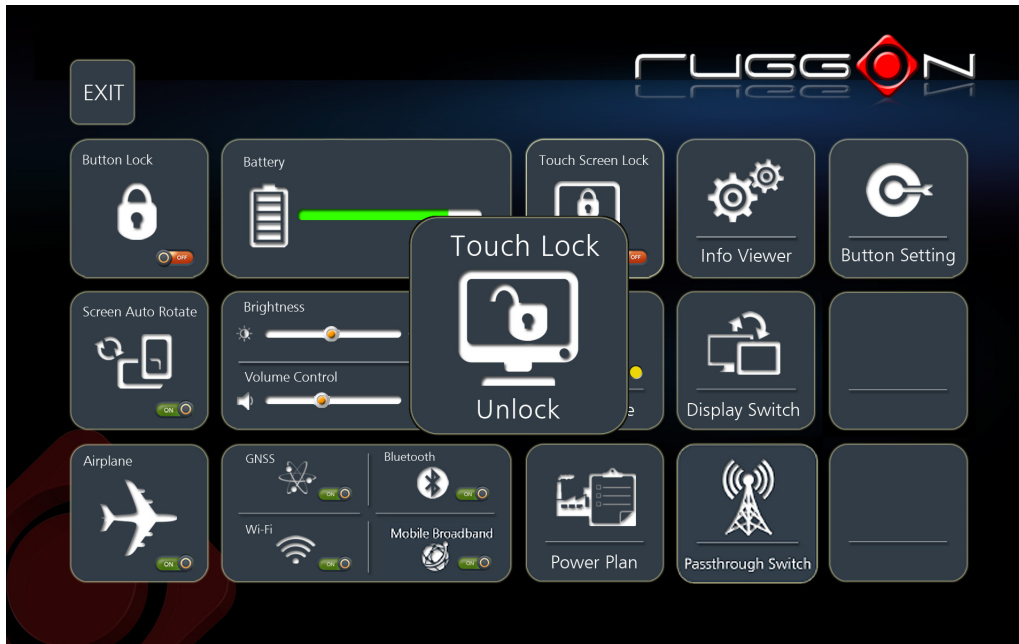 EXIT
RUGGON
Button Lock
OFF
Battery
Touch Screen Lock
OFF
Info Viewer
Button Setting
Touch Lock
Unlock
Screen Auto Rotate
ON
Brightness
Volume Control
Display Switch
Airplane
ON
GNSS
ON
Bluetooth
ON
Wi-Fi
ON
Mobile Broadband
ON
Power Plan
Passthrough Switch